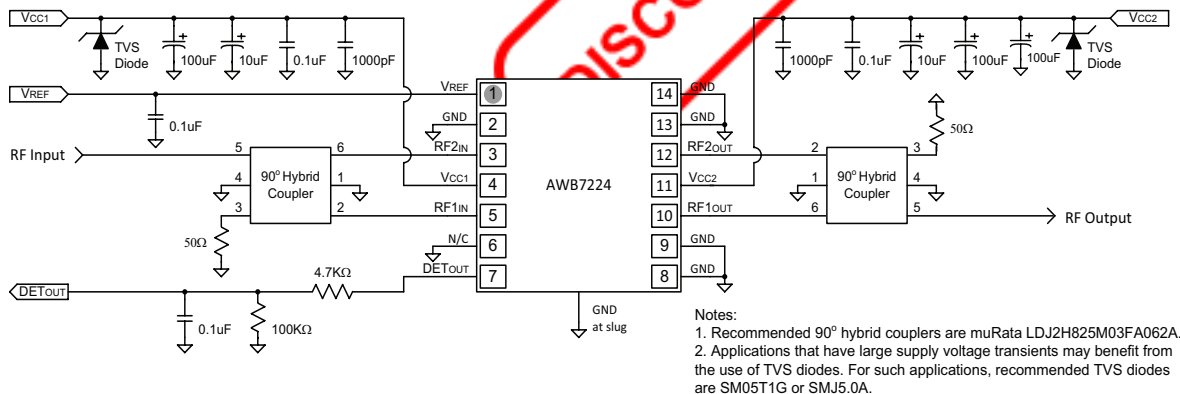 VCC1
TVS
Diode
100uF
10uF
0.1uF
1000pF
DISCO
1000pF
0.1uF
10uF
100uF
100uF
TVS
Diode
VCC2
VREF
0.1uF
RF Input
5
6
4
1
3
2
90° Hybrid
Coupler
50Ω
VREF
GND
RF2IN
VCC1
RF1IN
N/C
DETOUT
1
2
3
4
5
6
7
AWB7224
14
13
12
11
10
9
8
GND
GND
RF2OUT
VCC2
RF1OUT
GND
GND
2
3
1
4
6
5
90° Hybrid
Coupler
50Ω
RF Output
DETOUT
0.1uF
100KΩ
4.7KΩ
GND
at slug
Notes:
1. Recommended 90° hybrid couplers are muRata LDJ2H825M03FA062A.
2. Applications that have large supply voltage transients may benefit from
the use of TVS diodes. For such applications, recommended TVS diodes
are SM05T1G or SMJ5.0A.